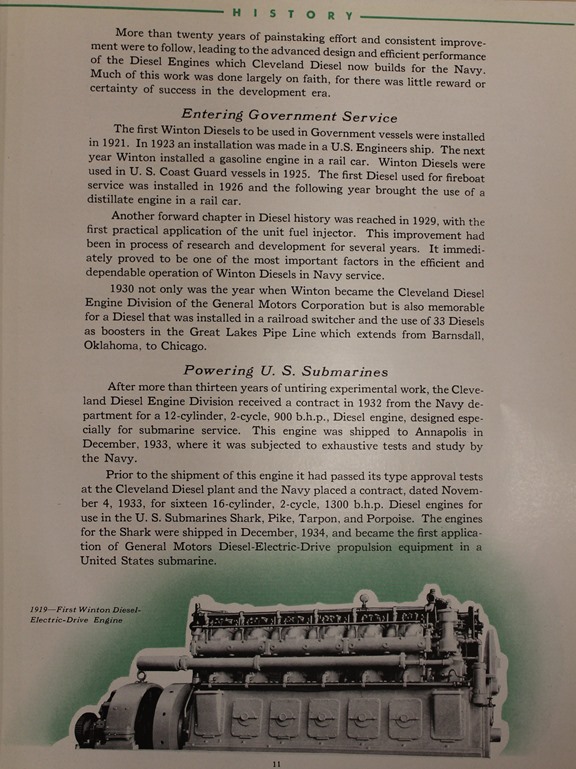 HISTORY
More than twenty years of painstaking effort and consistent improve-
ment were to follow, leading to the advanced design and efficient performance
of the Diesel Engines which Cleveland Diesel now builds for the Navy.
Much of this work was done largely on faith, for there was little reward or
certainty of success in the development era.
Entering Government Service
The first Winton Diesels to be used in Government vessels were installed
in 1921. In 1923 an installation was made in a U.S. Engineers ship. The next
year Winton installed a gasoline engine in a rail car. Winton Diesels were
used in U. S. Coast Guard vessels in 1925. The first Diesel used for fireboat
service was installed in 1926 and the following year brought the use of a
distillate engine in a rail car.
Another forward chapter in Diesel history was reached in 1929, with the
first practical application of the unit fuel injector. This improvement had
been in process of research and development for several years. It immedi-
ately proved to be one of the most important factors in the efficient and
dependable operation of Winton Diesels in Navy service.
1930 not only was the year when Winton became the Cleveland Diesel
Engine Division of the General Motors Corporation but is also memorable
for a Diesel that was installed in a railroad switcher and the use of 33 Diesels
as boosters in the Great Lakes Pipe Line which extends from Barnsdall,
Oklahoma, to Chicago.
Powering U. S. Submarines
After more than thirteen years of untiring experimental work, the Cleve-
land Diesel Engine Division received a contract in 1932 from the Navy de-
partment for a 12-cylinder, 2-cycle, 900 b.h.p., Diesel engine, designed espe-
cially for submarine service. This engine was shipped to Annapolis in
December, 1933, where it was subjected to exhaustive tests and study by
the Navy.
Prior to the shipment of this engine it had passed its type approval tests
at the Cleveland Diesel plant and the Navy placed a contract, dated Novem-
ber 4, 1933, for sixteen 16-cylinder, 2-cycle, 1300 b.h.p. Diesel engines for
use in the U. S. Submarines Shark, Pike, Tarpon, and Porpoise. The engines
for the Shark were shipped in December, 1934, and became the first applica-
tion of General Motors Diesel-Electric-Drive propulsion equipment in a
United States submarine.
1919—First Winton Diesel-
Electric-Drive Engine
11